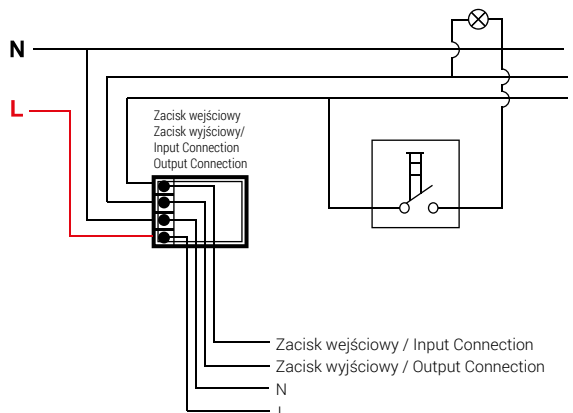 N
L
Zacisk wejściowy
Zacisk wyjściowy/
Input Connection
Output Connection
Zacisk wejściowy / Input Connection
Zacisk wyjściowy / Output Connection
N